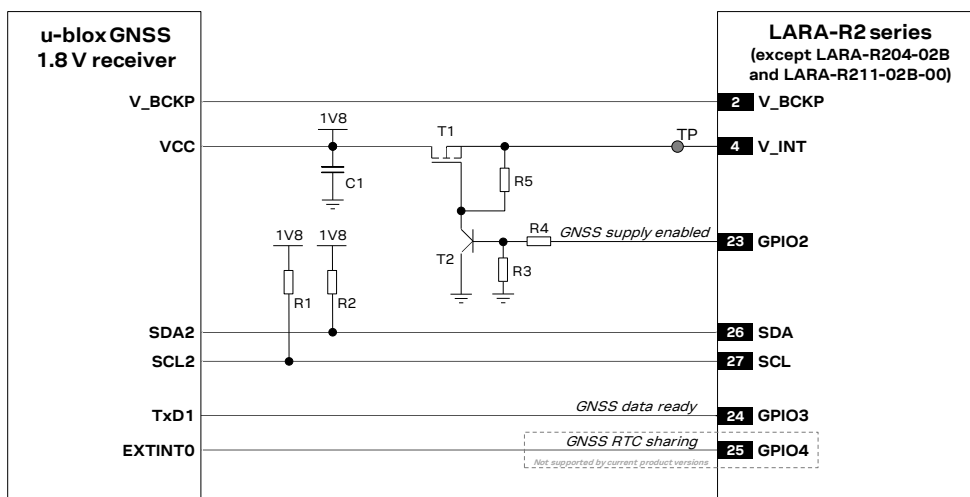 u-blox GNSS
1.8 V receiver
LARA-R2 series
(except LARA-R204-02B
and LARA-R211-02B-00)
V_BCKP
2 V_BCKP
1V8
T1
TP
VCC
4 V_INT
C1
R5
R4
GNSS supply enabled
23 GPIO2
1V8
1V8
T2
R3
R1
R2
SDA2
26 SDA
SCL2
27 SCL
TxD1
GNSS data ready
24 GPIO3
EXTINT0
GNSS RTC sharing
25 GPIO4
Not supported by current product versions